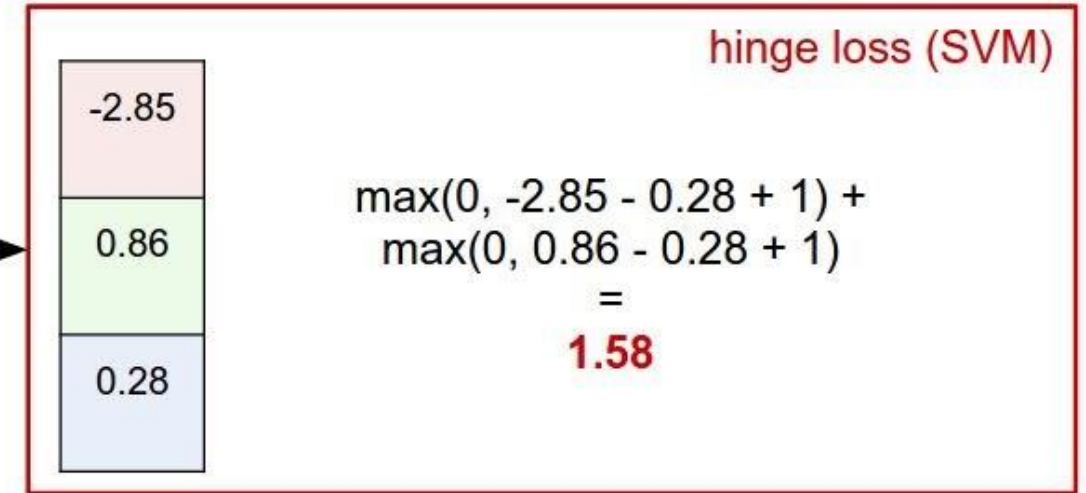 hinge loss (SVM)
-2.85
0.86
0.28
max(0, -2.85 - 0.28 + 1) +
max(0, 0.86 - 0.28 + 1)
=
1.58